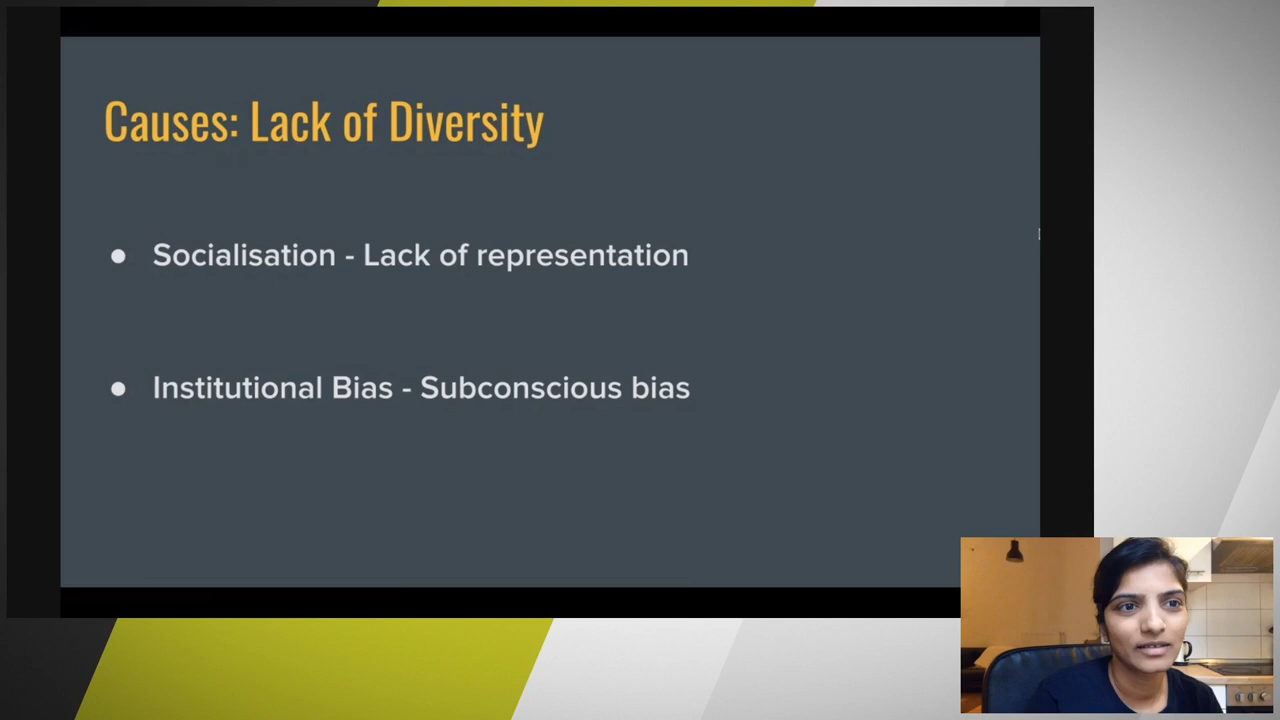 Causes: Lack of Diversity
● Socialisation - Lack of representation
● Institutional Bias - Subconscious bias